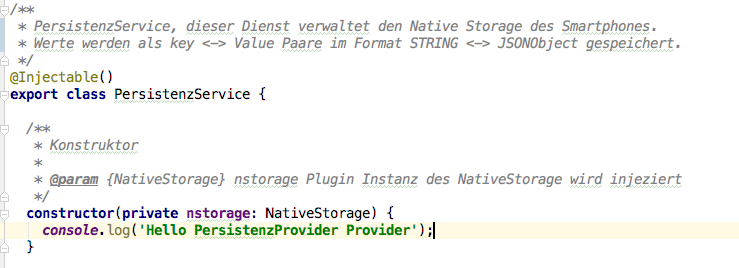 /**
 * PersistenzService, dieser Dienst verwaltet den Native Storage des Smartphones.
 * Werte werden als key <-> Value Paare im Format STRING <-> JSONObject gespeichert.
 */
@Injectable()
export class PersistenzService {
  /**
   * Konstruktor
   *
   * @param {NativeStorage} nstorage Plugin Instanz des NativeStorage wird injeziert
   */
  constructor(private nstorage: NativeStorage) {
    console.log('Hello PersistenzProvider Provider');
  }